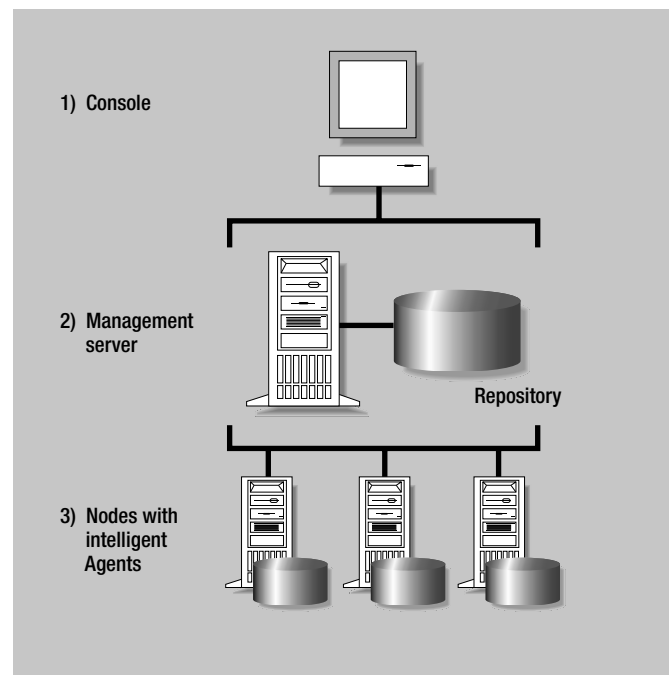 1) Console
2) Management
server
Repository
3) Nodes with
intelligent
Agents